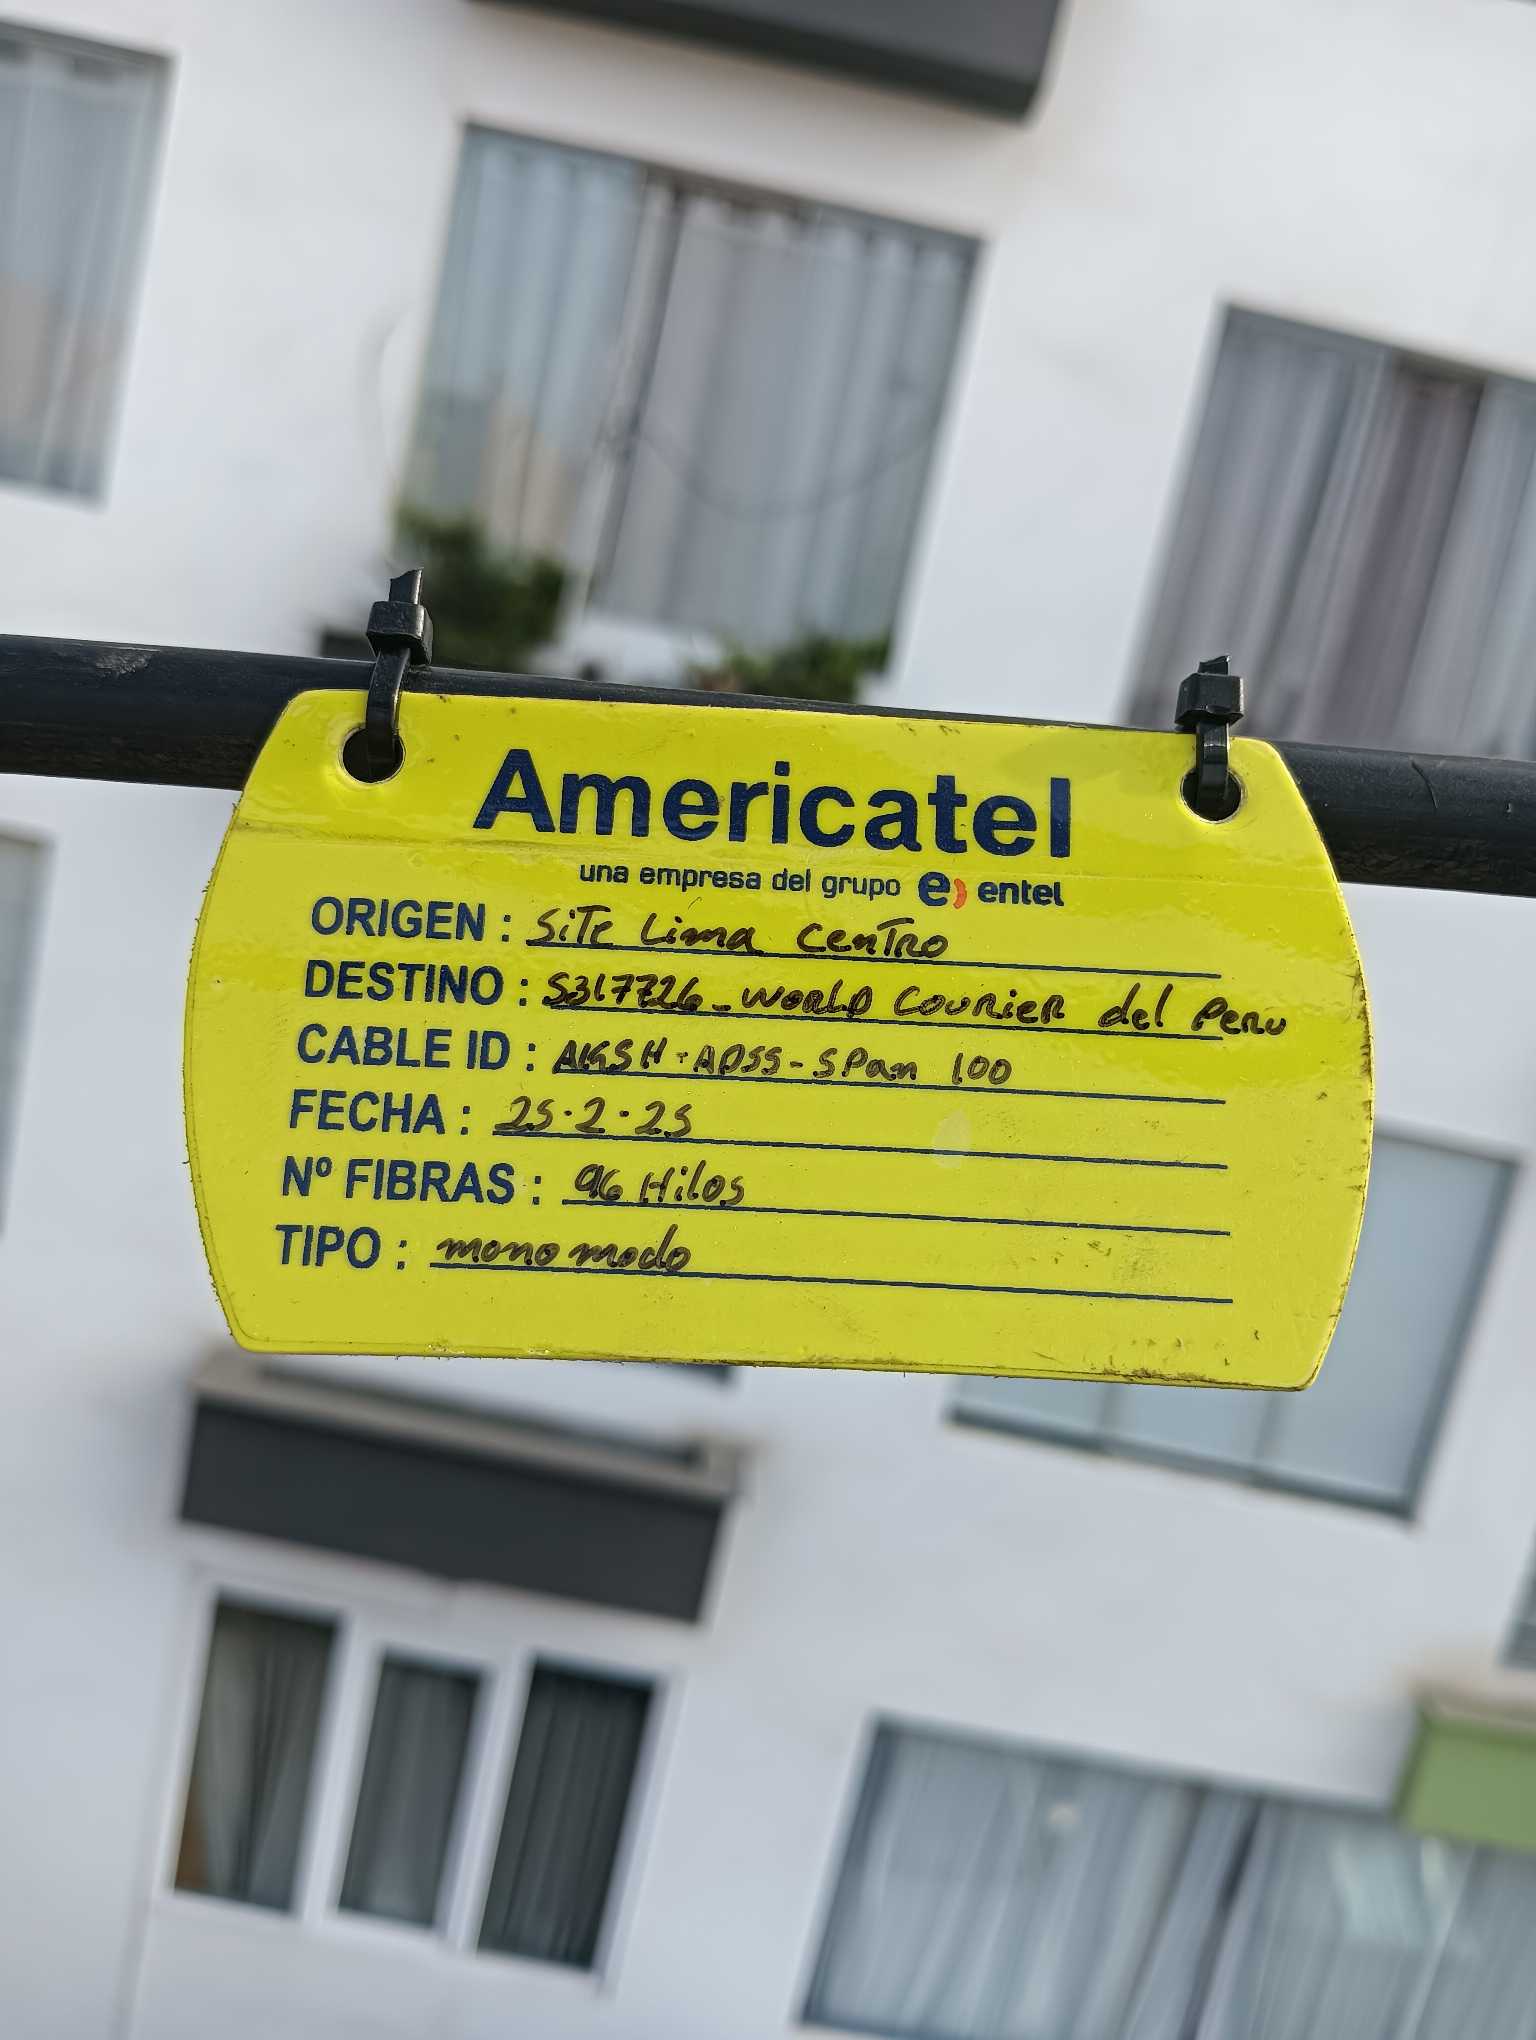 Americatel
una empresa del grupo e) entel
ORIGEN : SiTe Lima CenTRO
DESTINO : S317726_WORLD COURIER del Peru
CABLE ID : AKSH-ADSS-SPan 100
FECHA : 25.2.25
Nº FIBRAS : 96 Hilos
TIPO : mono modo